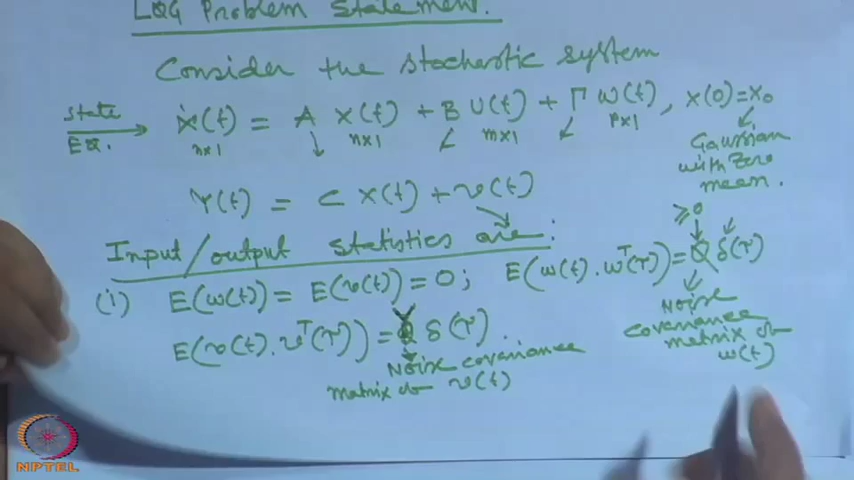 LQG Problem Statement.
Consider the stochastic system
State Eq. ẋ(t) = A x(t) + B u(t) + Γ w(t), x(0)=x₀
n×1 n×1 m×1 p×1
Gaussian with Zero mean.
Y(t) = C x(t) + v(t)
Input/output statistics are:
(i) E(w(t)) = E(v(t)) = 0; E(w(t).wᵀ(τ)) = Q δ(τ)
≥0
Noise covariance matrix of w(t)
E(v(t).vᵀ(τ)) = δ(τ).
Noise covariance
matrix of v(t)
NPTEL